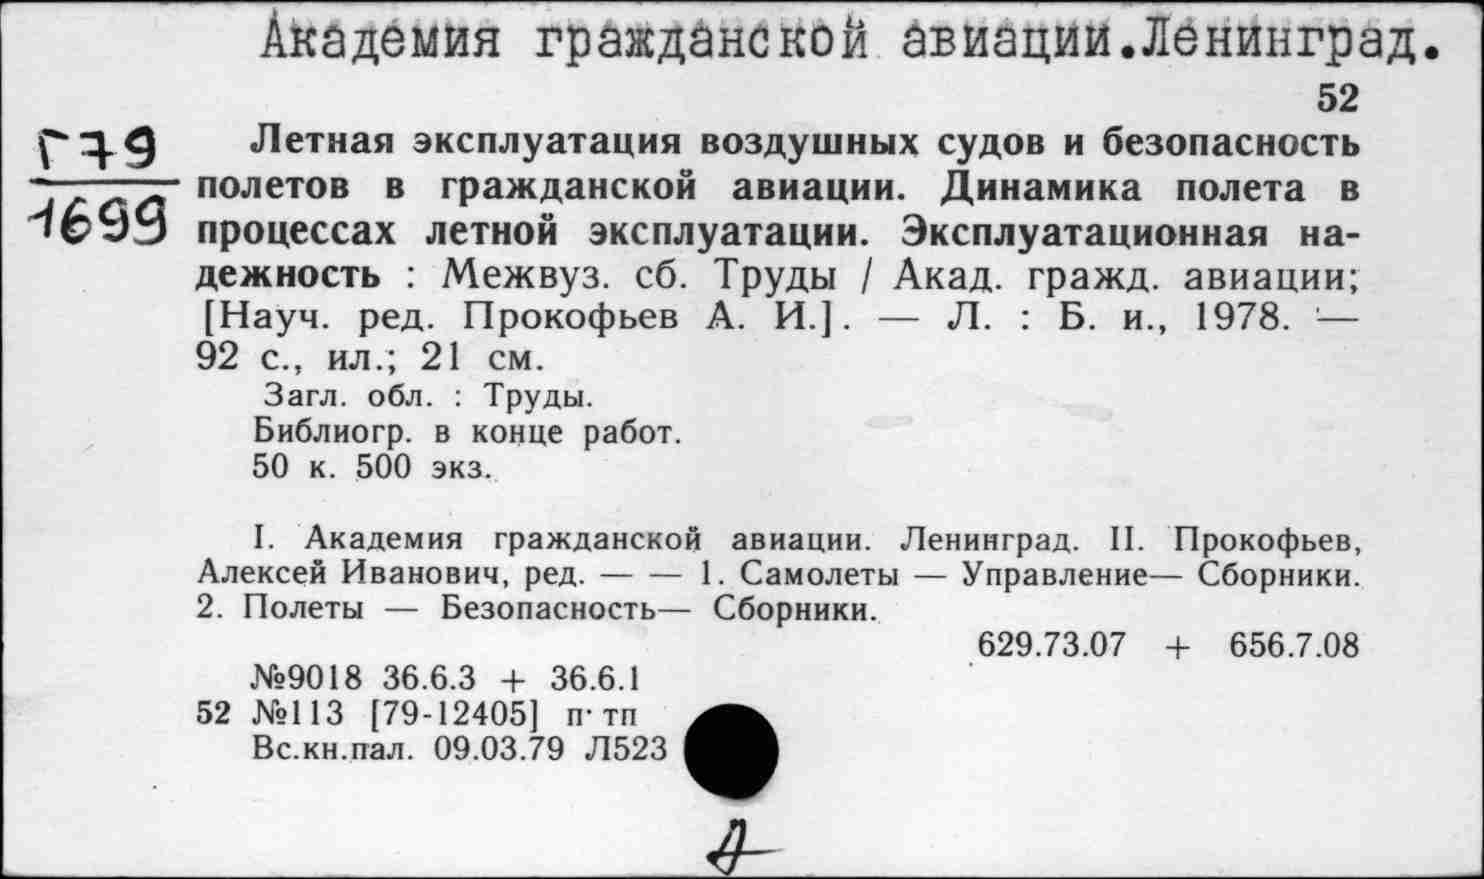 Академия гражданской авиации.Ленинград.
52
Г79
1699
Летная эксплуатация воздушных судов и безопасность
полетов в гражданской авиации. Динамика полета в
процессах летной эксплуатации. Эксплуатационная на-
дежность : Межвуз. сб. Труды / Акад. гражд. авиации;
[Науч. ред. Прокофьев А. И.]. — Л. : Б. и., 1978. —
92 с., ил.; 21 см.
Загл. обл. : Труды.
Библиогр. в конце работ.
50 к. 500 экз.
I. Академия гражданской авиации. Ленинград. II. Прокофьев,
Алексей Иванович, ред. — — 1. Самолеты — Управление— Сборники.
2. Полеты — Безопасность— Сборники.
629.73.07 + 656.7.08
№9018 36.6.3 + 36.6.1
52 №113 [79-12405] п· тп
Вс.кн.пал. 09.03.79 Л523